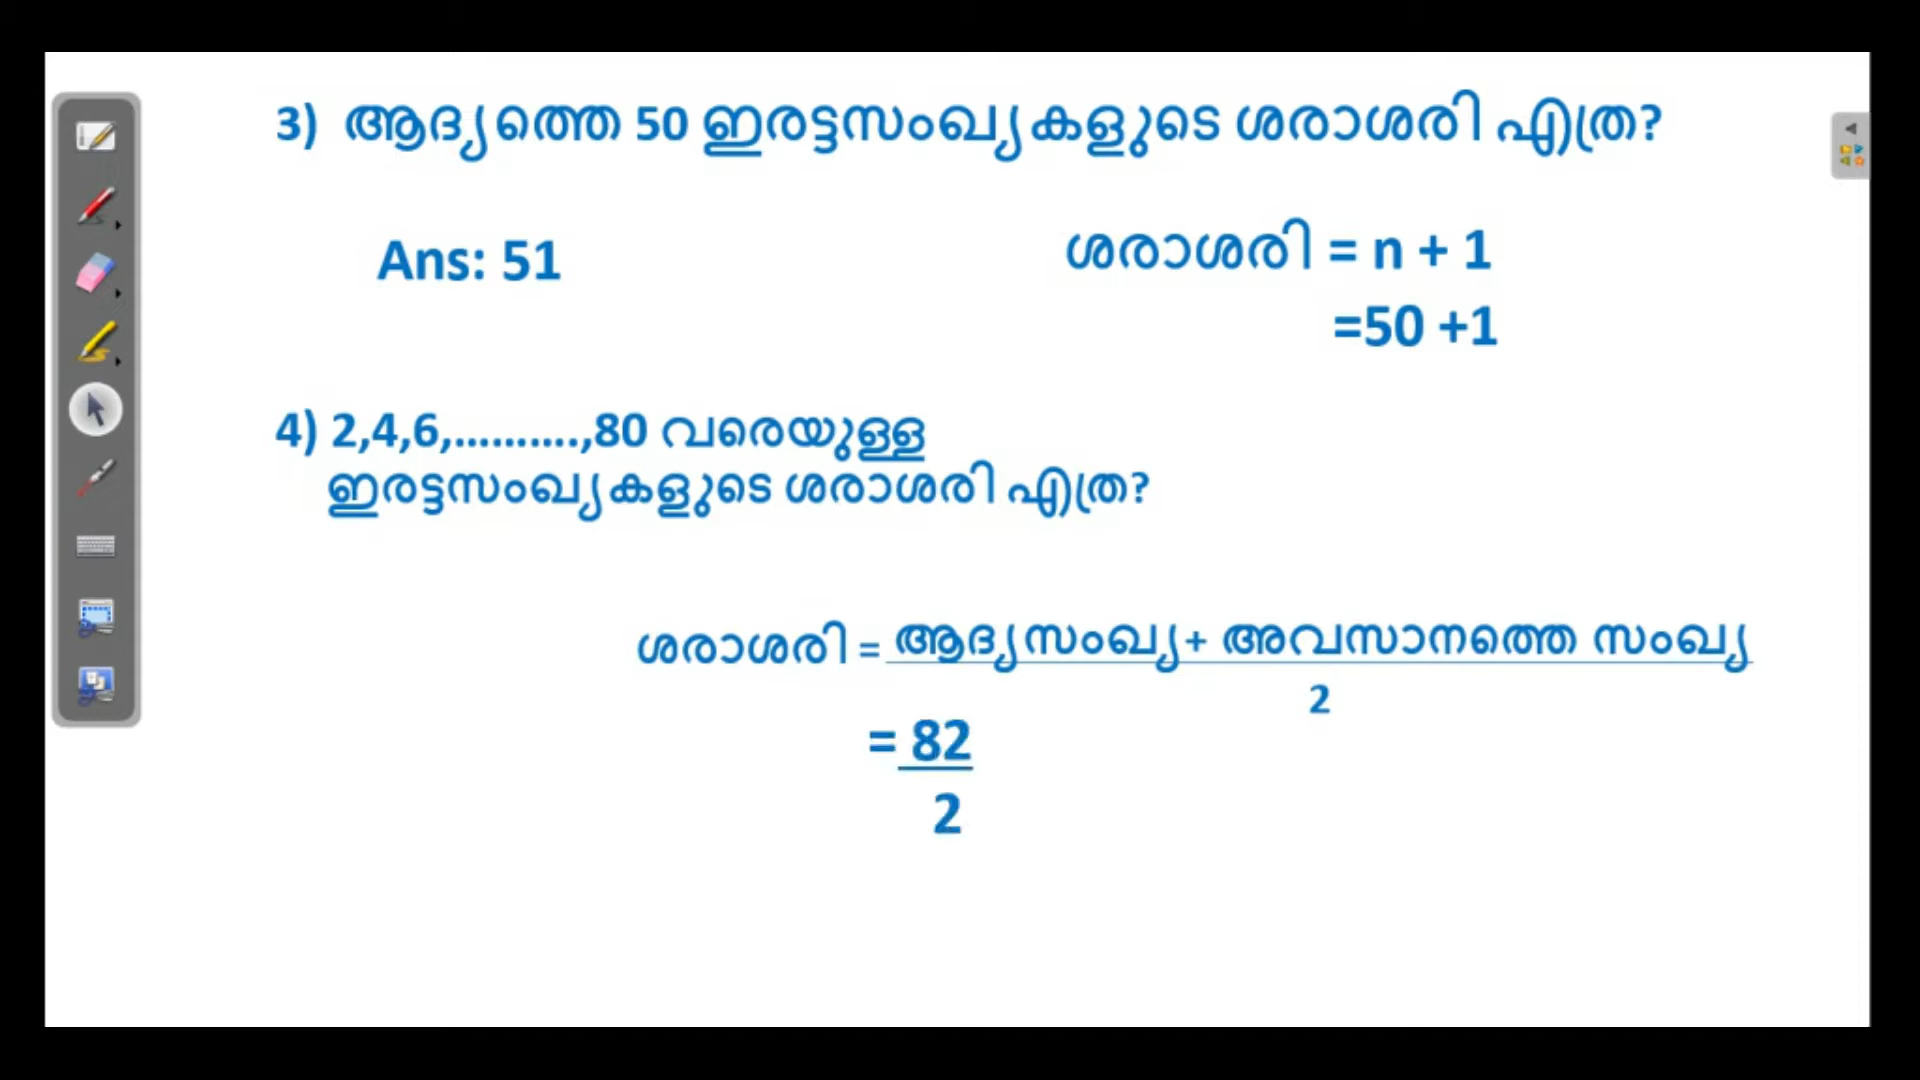 3) ആദ്യത്തെ 50 ഇരട്ടസംഖ്യകളുടെ ശരാശരി എത്ര?
Ans: 51
ശരാശരി = n + 1
=50 +1
4) 2,4,6,..........,80 വരെയുള്ള
ഇരട്ടസംഖ്യകളുടെ ശരാശരി എത്ര?
ശരാശരി = ആദ്യസംഖ്യ+ അവസാനത്തെ സംഖ്യ
2
= 82
2